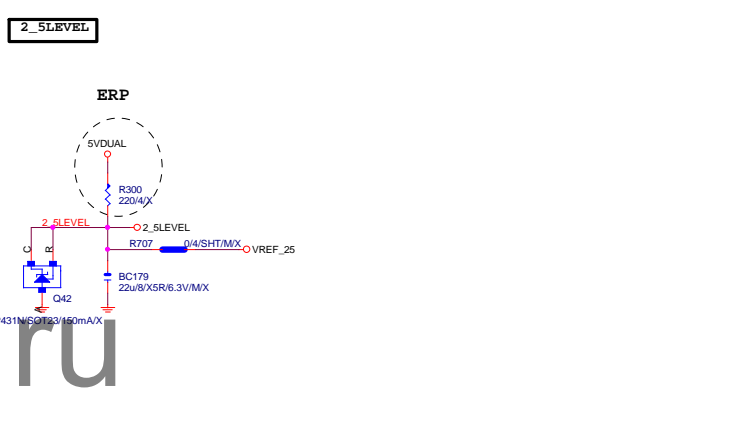 2_5LEVEL
ERP
5VDUAL
R300
220/4/X
2_5LEVEL
2_5LEVEL
R707
0/4/SHT/M/X
VREF_25
C
R
BC179
22u/8/X5R/6.3V/M/X
Q42
A
431N/SOT23/150mA/X
ru